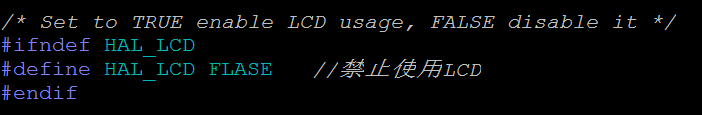 /* Set to TRUE enable LCD usage, FALSE disable it */
#ifndef HAL_LCD
#define HAL_LCD FLASE   //禁止使用LCD
#endif